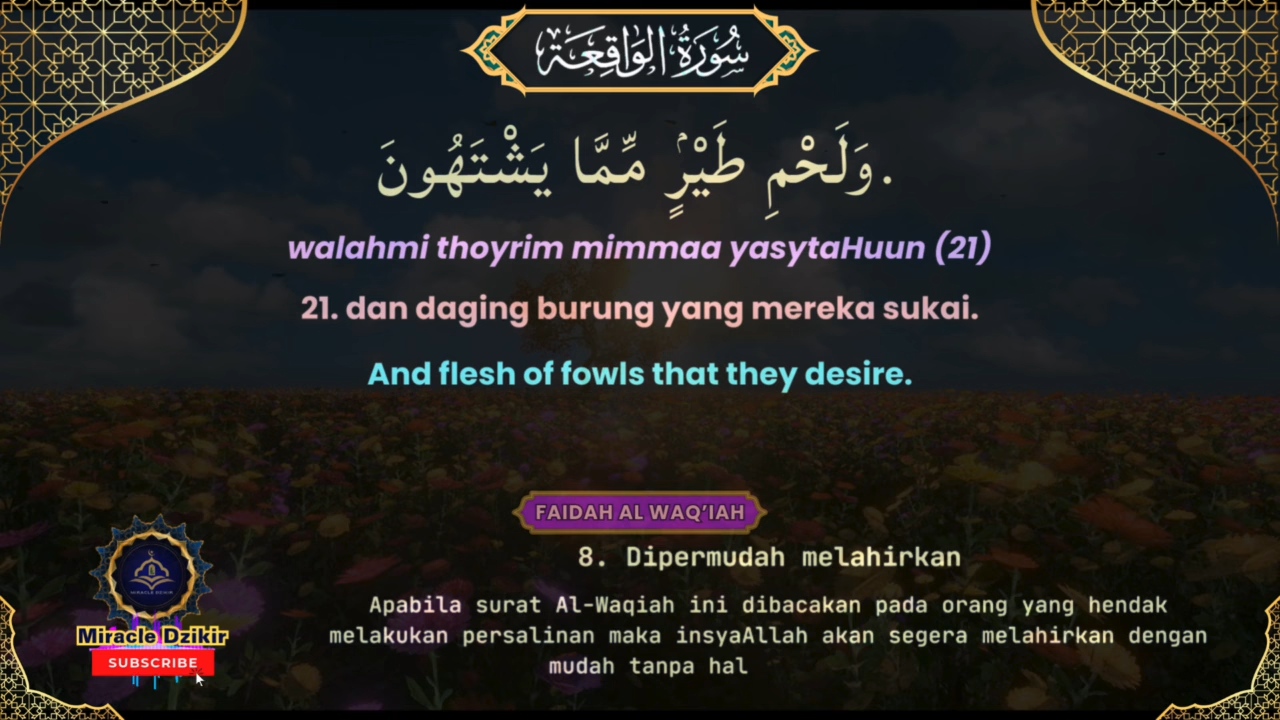 سُورَةُ الوَاقِعَة
وَلَحْمِ طَيْرٍۢ مِّمَّا يَشْتَهُونَ.
walahmi thoyrim mimmaa yasytaHuun (21)
21. dan daging burung yang mereka sukai.
And flesh of fowls that they desire.
FAIDAH AL WAQ’IAH
8. Dipermudah melahirkan
Apabila surat Al-Waqiah ini dibacakan pada orang yang hendak
melakukan persalinan maka insyaAllah akan segera melahirkan dengan
mudah tanpa hal
MIRACLE DZIKIR
Miracle Dzikir
SUBSCRIBE